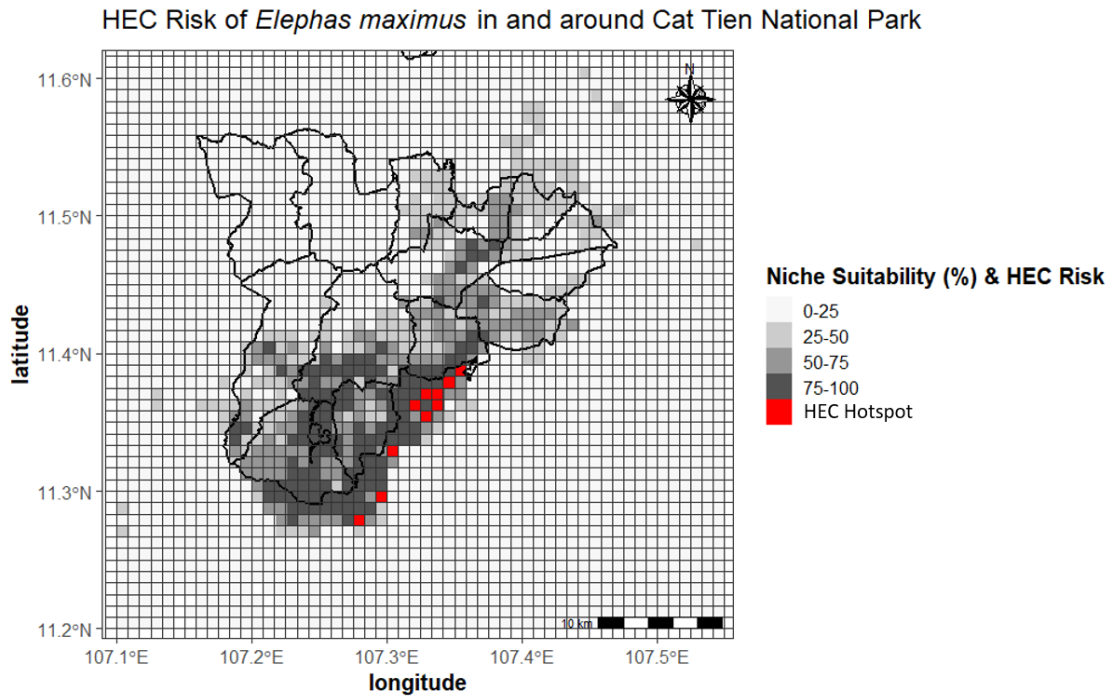 HEC Risk of Elephas maximus in and around Cat Tien National Park
N
11.6°N
11.5°N
11.4°N
11.3°N
11.2°N
latitude
107.1°E
107.2°E
107.3°E
107.4°E
107.5°E
longitude
10 km
Niche Suitability (%) & HEC Risk
0-25
25-50
50-75
75-100
HEC Hotspot